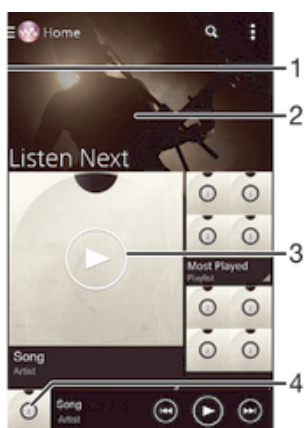 Home
1
2
Listen Next
3
Most Played
Playlist
Song
Artist
4
Song
Artist